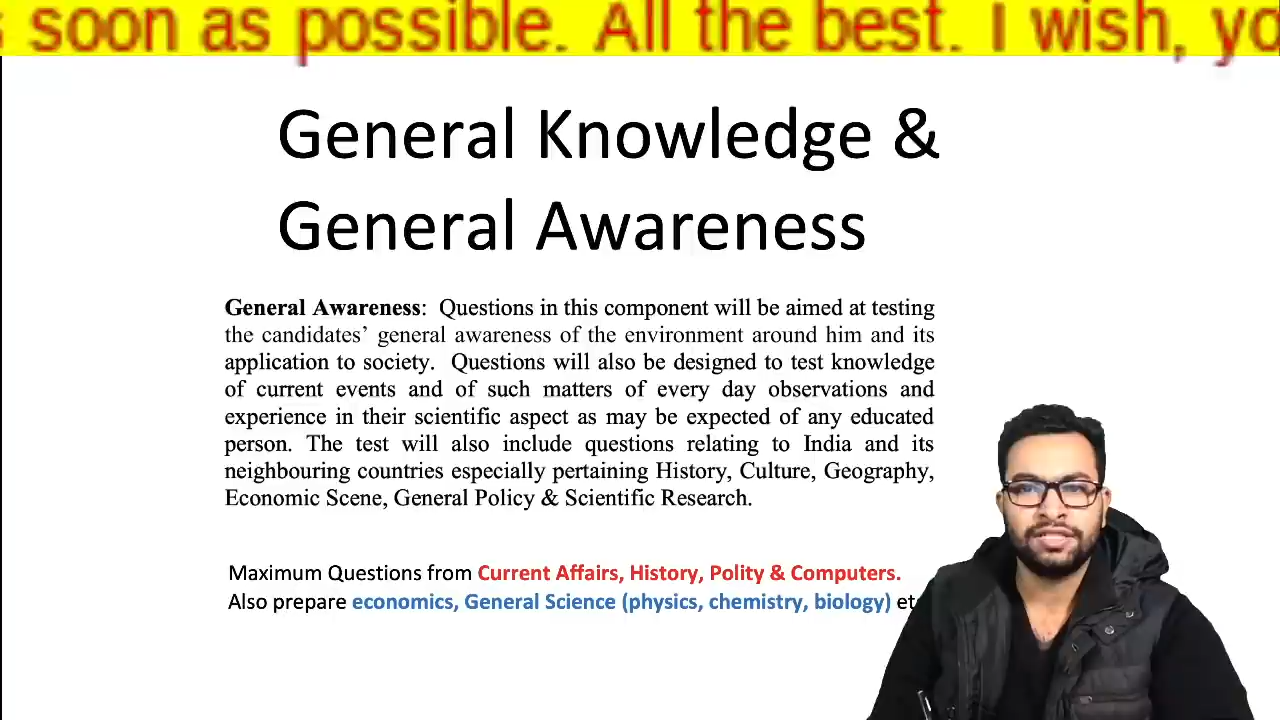 soon as possible. All the best. I wish, yo
General Knowledge &
General Awareness
General Awareness: Questions in this component will be aimed at testing
the candidates’ general awareness of the environment around him and its
application to society. Questions will also be designed to test knowledge
of current events and of such matters of every day observations and
experience in their scientific aspect as may be expected of any educated
person. The test will also include questions relating to India and its
neighbouring countries especially pertaining History, Culture, Geography,
Economic Scene, General Policy & Scientific Research.
Maximum Questions from Current Affairs, History, Polity & Computers.
Also prepare economics, General Science (physics, chemistry, biology) et